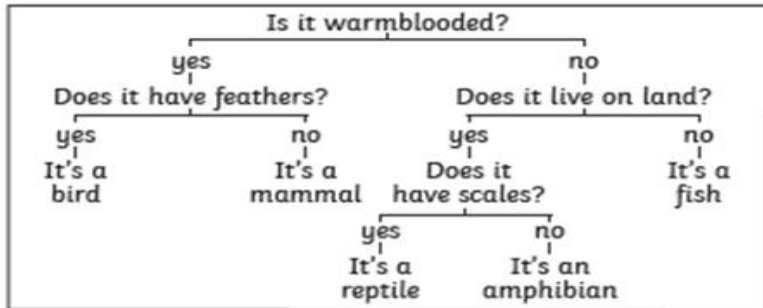 Is it warmblooded?
yes
no
Does it have feathers?
Does it live on land?
yes
no
yes
no
It's a
bird
It's a
mammal
Does it
have scales?
It's a
fish
yes
no
It's a
reptile
It's an
amphibian